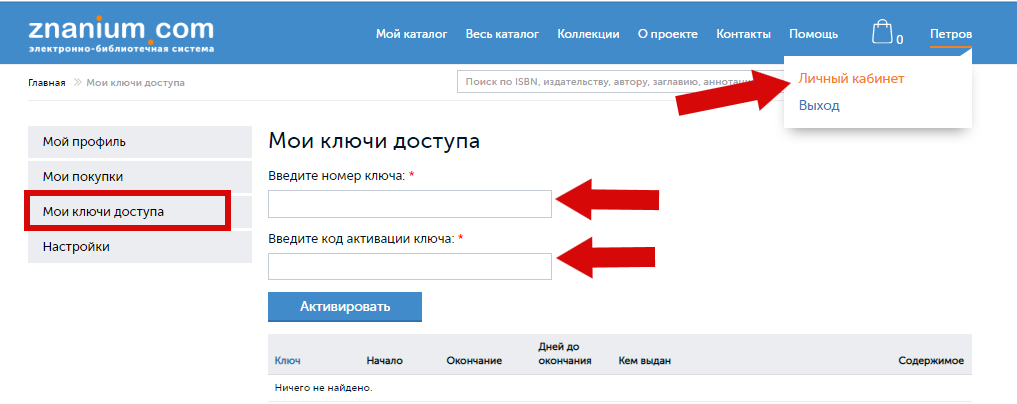 znanium.com
электронно-библиотечная система
Мой каталог Весь каталог Коллекции О проекте Контакты Помощь 0 Петров
Личный кабинет
Выход
Главная Мои ключи доступа
Поиск по ISBN, издательству, автору, заглавию, аннотаци
Мой профиль
Мои покупки
Мои ключи доступа
Настройки
Мои ключи доступа
Введите номер ключа: *
Введите код активации ключа: *
Активировать
Ключ Начало Окончание Дней до окончания Кем выдан Содержимое
Ничего не найдено.